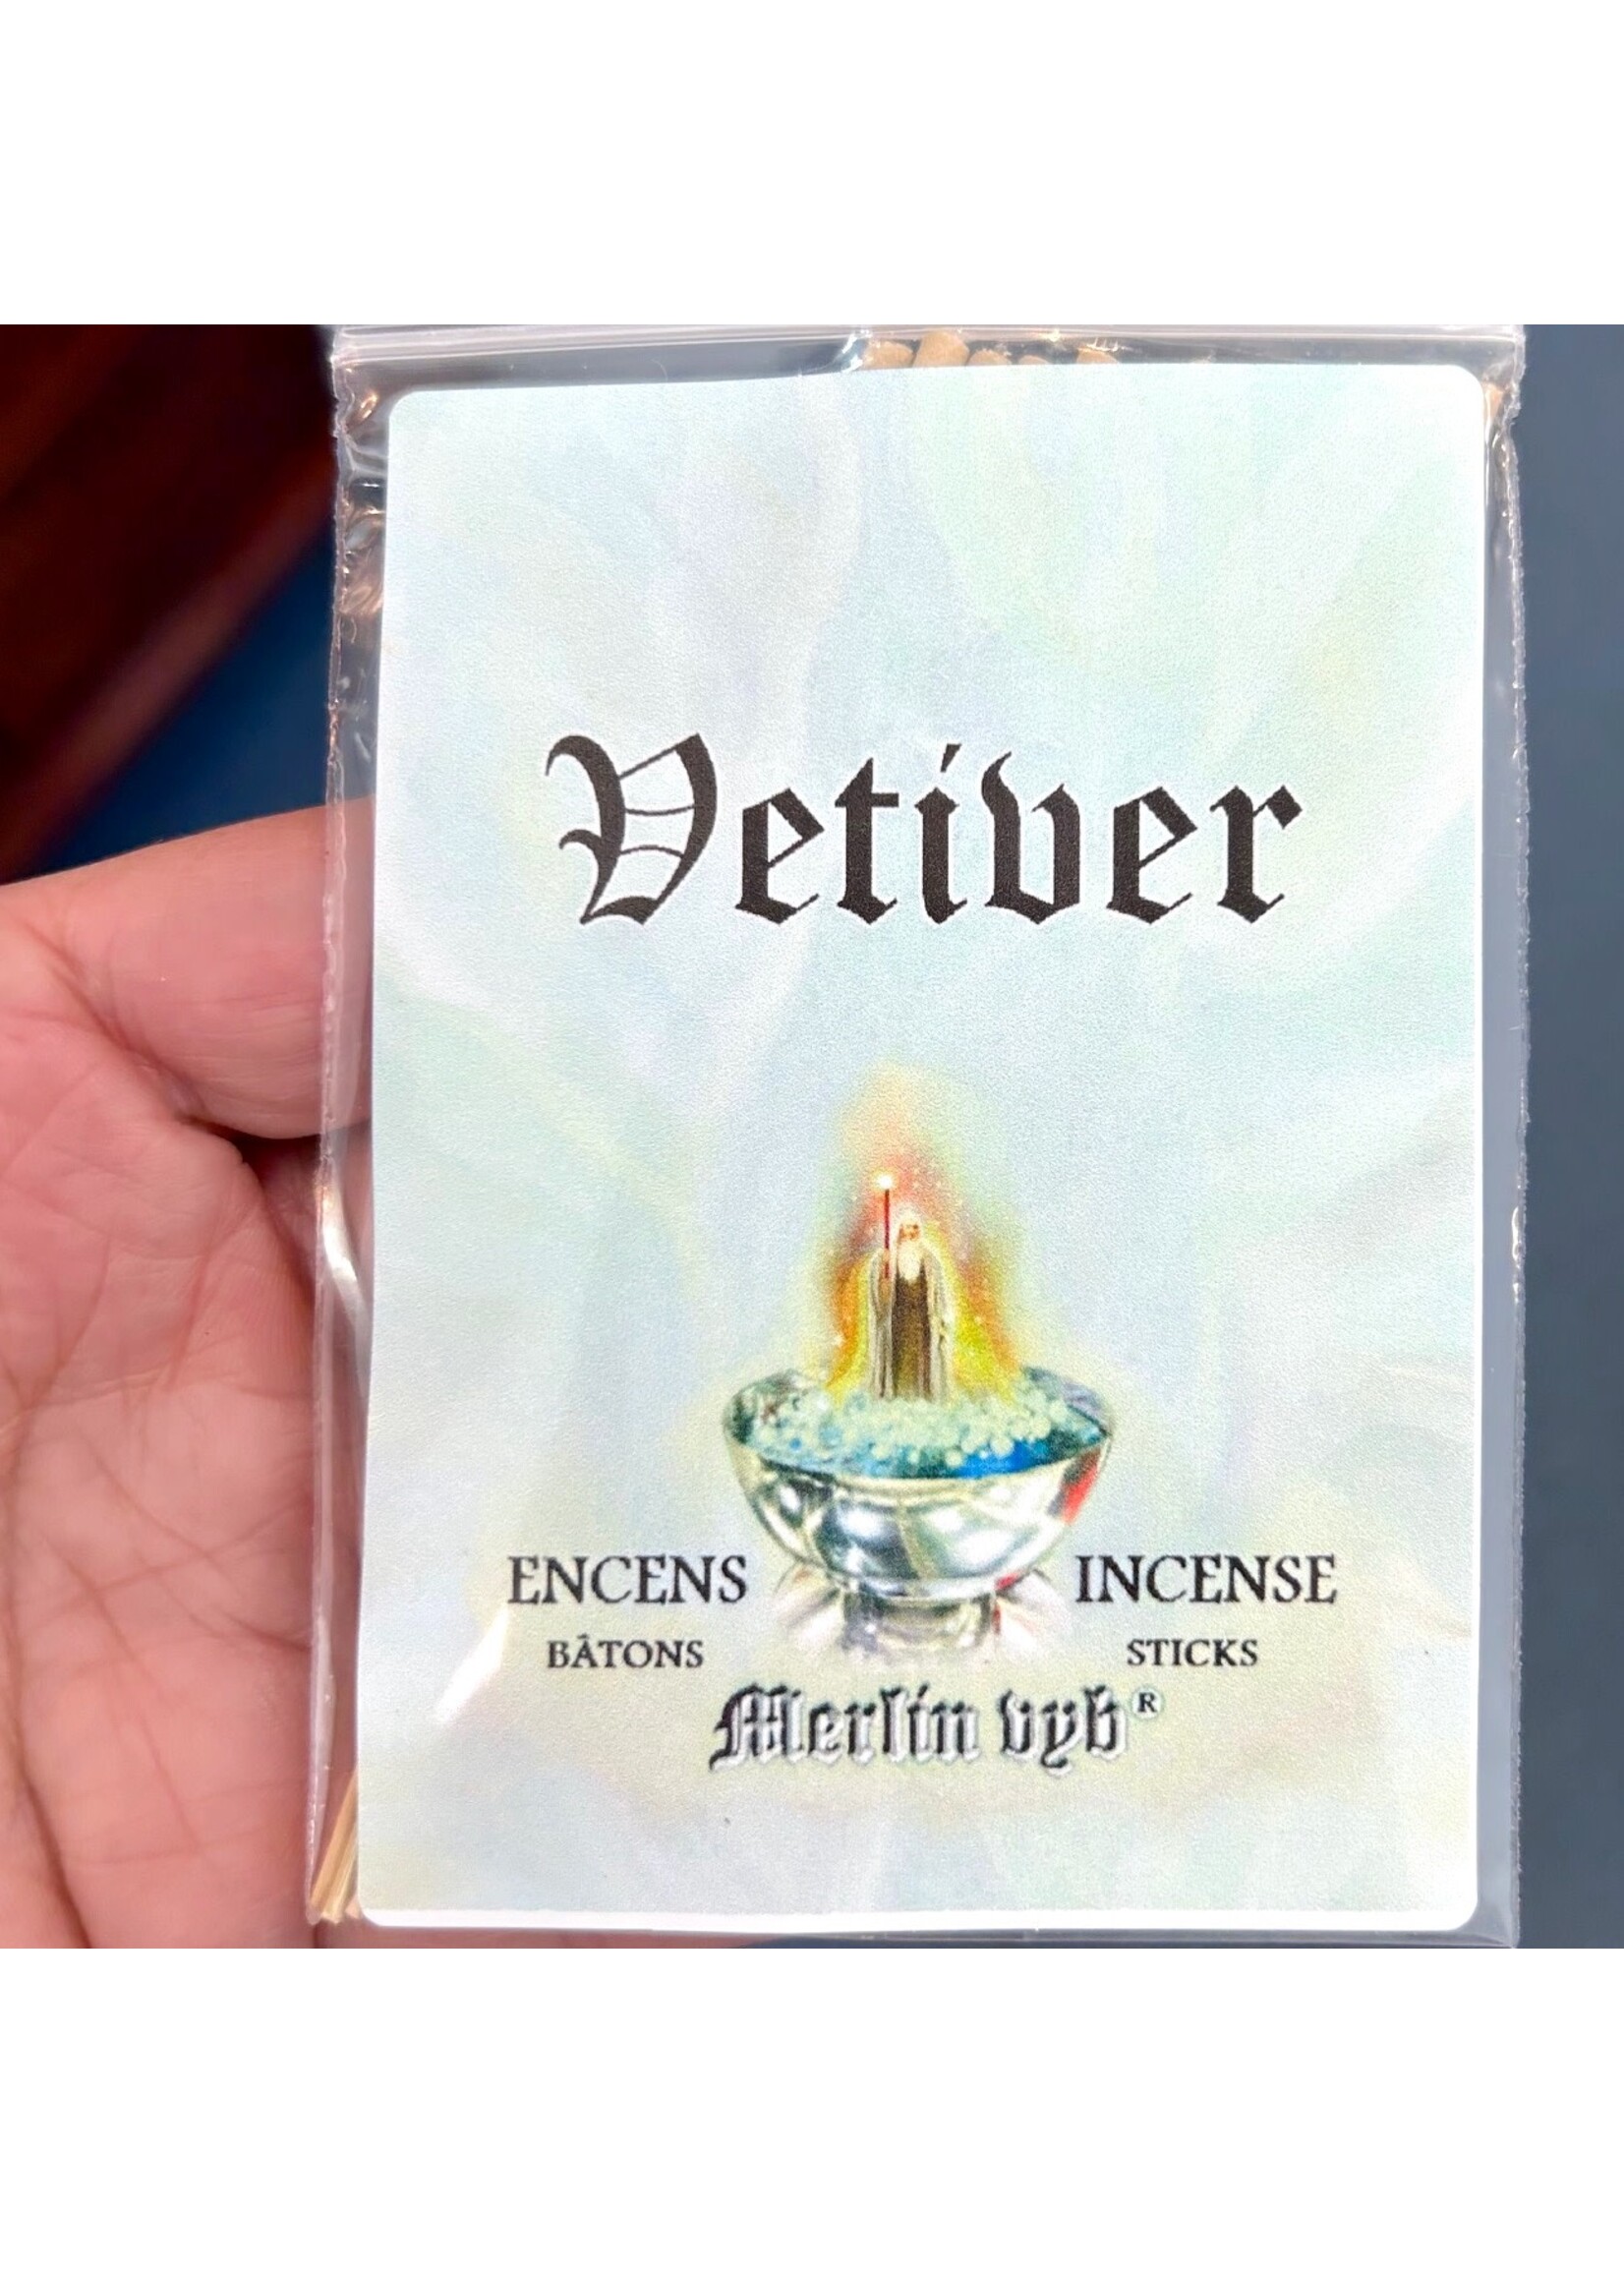 Vetiver
ENCENS INCENSE
BÂTONS STICKS
Merlin vyb®